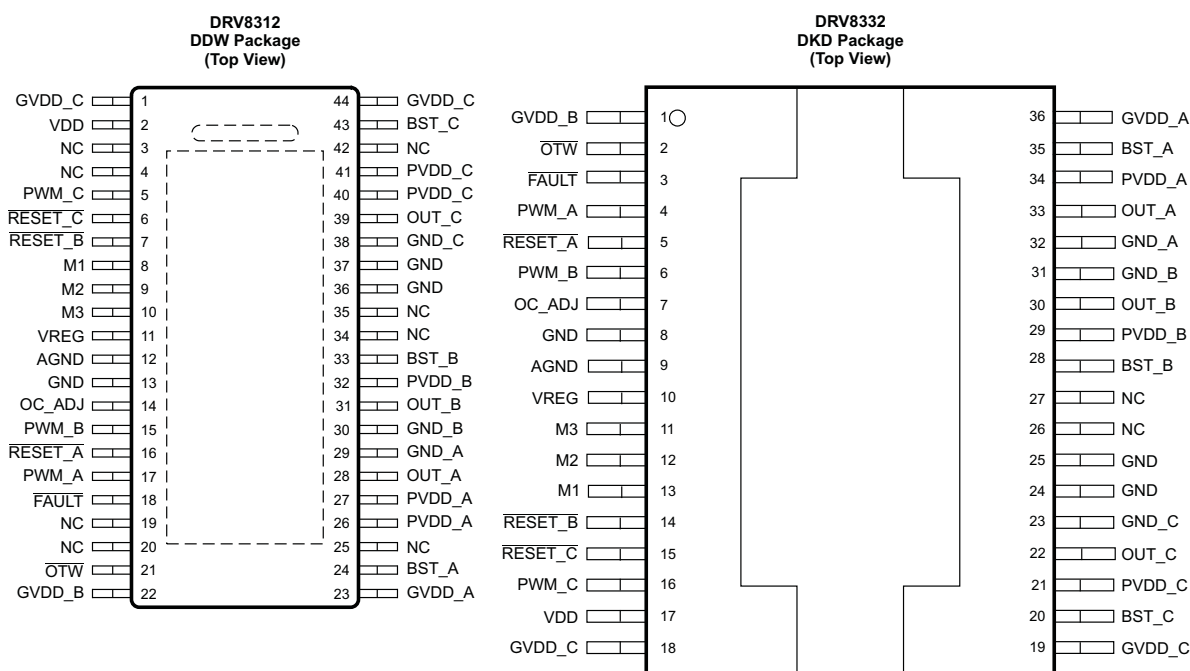 DRV8312
DDW Package
(Top View)
GVDD_C 1 44 GVDD_C
VDD 2 43 BST_C
NC 3 42 NC
NC 4 41 PVDD_C
PWM_C 5 40 PVDD_C
RESET_C 6 39 OUT_C
RESET_B 7 38 GND_C
M1 8 37 GND
M2 9 36 GND
M3 10 35 NC
VREG 11 34 NC
AGND 12 33 BST_B
GND 13 32 PVDD_B
OC_ADJ 14 31 OUT_B
PWM_B 15 30 GND_B
RESET_A 16 29 GND_A
PWM_A 17 28 OUT_A
FAULT 18 27 PVDD_A
NC 19 26 PVDD_A
NC 20 25 NC
OTW 21 24 BST_A
GVDD_B 22 23 GVDD_A
DRV8332
DKD Package
(Top View)
GVDD_B 1 36 GVDD_A
OTW 2 35 BST_A
FAULT 3 34 PVDD_A
PWM_A 4 33 OUT_A
RESET_A 5 32 GND_A
PWM_B 6 31 GND_B
OC_ADJ 7 30 OUT_B
GND 8 29 PVDD_B
AGND 9 28 BST_B
VREG 10 27 NC
M3 11 26 NC
M2 12 25 GND
M1 13 24 GND
RESET_B 14 23 GND_C
RESET_C 15 22 OUT_C
PWM_C 16 21 PVDD_C
VDD 17 20 BST_C
GVDD_C 18 19 GVDD_C